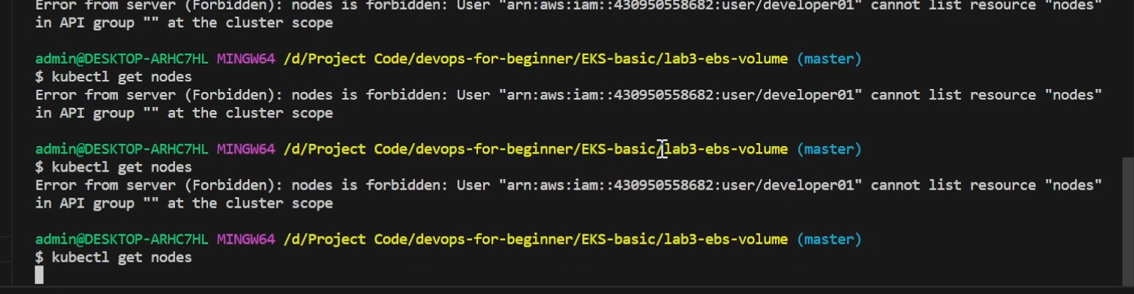 Error from server (Forbidden): nodes is forbidden: User "arn:aws:iam::430950558682:user/developer01" cannot list resource "nodes"
in API group "" at the cluster scope
admin@DESKTOP-ARHC7HL MINGW64 /d/Project Code/devops-for-beginner/EKS-basic/lab3-ebs-volume (master)
$ kubectl get nodes
Error from server (Forbidden): nodes is forbidden: User "arn:aws:iam::430950558682:user/developer01" cannot list resource "nodes"
in API group "" at the cluster scope
admin@DESKTOP-ARHC7HL MINGW64 /d/Project Code/devops-for-beginner/EKS-basic/lab3-ebs-volume (master)
$ kubectl get nodes
Error from server (Forbidden): nodes is forbidden: User "arn:aws:iam::430950558682:user/developer01" cannot list resource "nodes"
in API group "" at the cluster scope
admin@DESKTOP-ARHC7HL MINGW64 /d/Project Code/devops-for-beginner/EKS-basic/lab3-ebs-volume (master)
$ kubectl get nodes